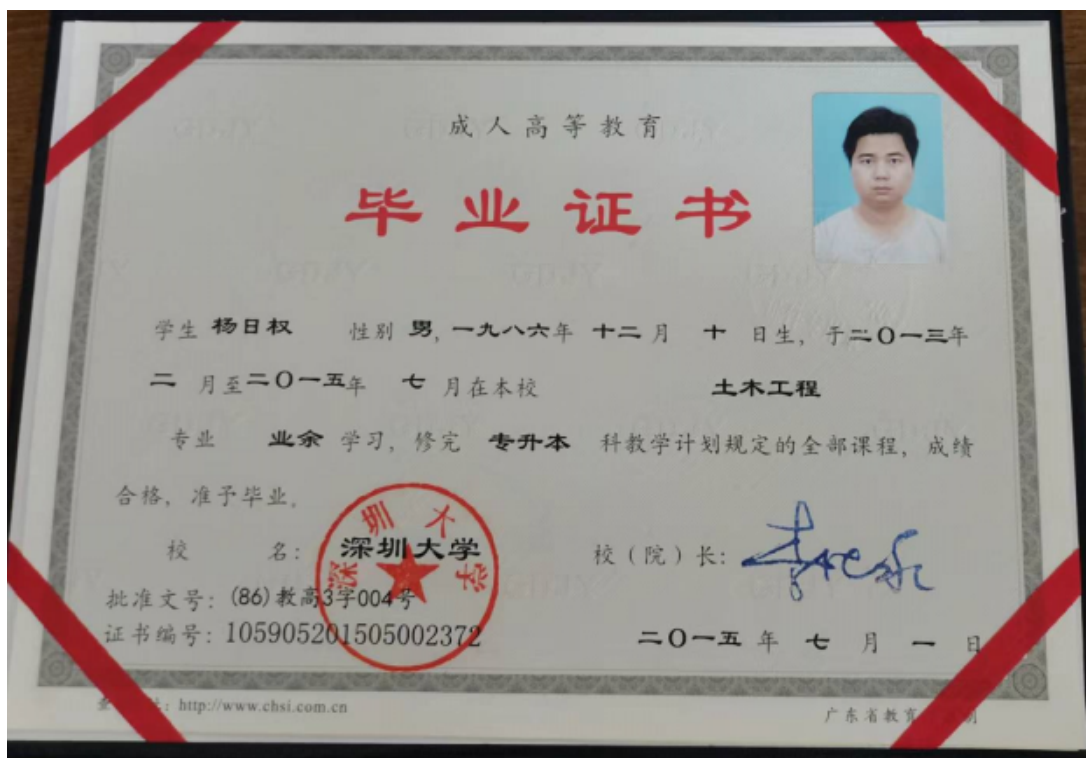 成人高等教育
毕业证书
学生 杨日权 性别 男, 一九八六年 十二月 十 日生, 于二〇一三年
二 月至二〇一五年 七 月在本校 土木工程
专业 业余 学习, 修完 专升本 科教学计划规定的全部课程, 成绩
合格, 准予毕业。
校 名: 深圳大学
校（院）长:
深圳大学
批准文号: (86) 教高3字004号
证书编号: 105905201505002372
二〇一五 年 七 月 一 日
http://www.chsi.com.cn
广东省教育